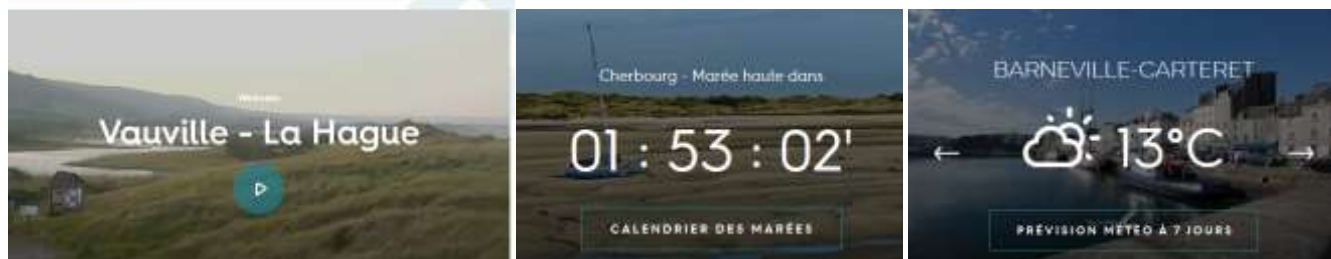 Vauville - La Hague
Cherbourg - Marée haute dans
01 : 53 : 02'
CALENDRIER DES MARÉES
BARNEVILLE-CARTERET
13°C
PRÉVISION MÉTÉO À 7 JOURS